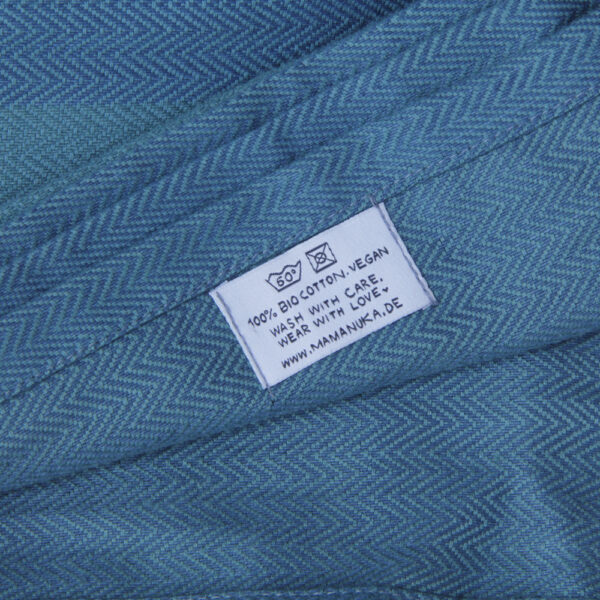 60°
100% BIO COTTON. VEGAN
WASH WITH CARE.
WEAR WITH LOVE♥
WWW.MAMANUKA.DE